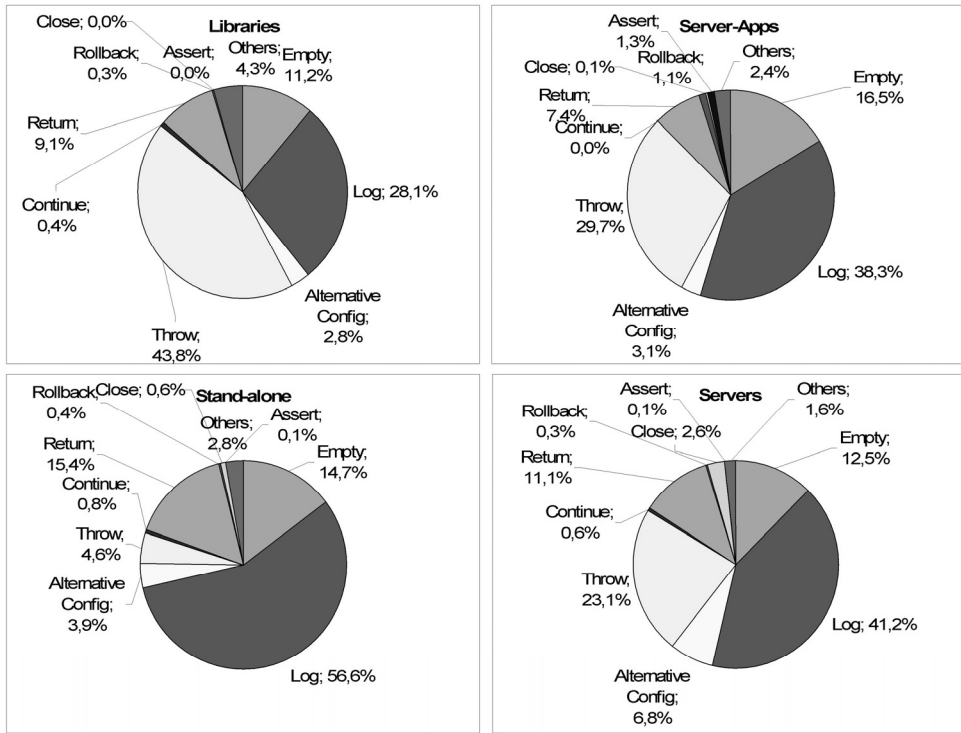 Libraries
Close; 0,0%
Rollback;
0,3%
Assert;
0,0%
Others;
4,3%
Empty;
11,2%
Return;
9,1%
Log; 28,1%
Continue;
0,4%
Alternative
Config;
2,8%
Throw;
43,8%
Server-Apps
Assert;
1,3%
Rollback;
1,1%
Close; 0,1%
Others;
2,4%
Empty;
16,5%
Return;
7,4%
Continue;
0,0%
Throw;
29,7%
Log; 38,3%
Alternative
Config;
3,1%
Stand-alone
Rollback;
0,4%
Close; 0,6%
Others;
2,8%
Assert;
0,1%
Empty;
14,7%
Return;
15,4%
Continue;
0,8%
Throw;
4,6%
Alternative
Config;
3,9%
Log; 56,6%
Servers
Assert;
0,1%
Others;
1,6%
Rollback;
0,3%
Close; 2,6%
Empty;
12,5%
Return;
11,1%
Continue;
0,6%
Throw;
23,1%
Log; 41,2%
Alternative
Config;
6,8%